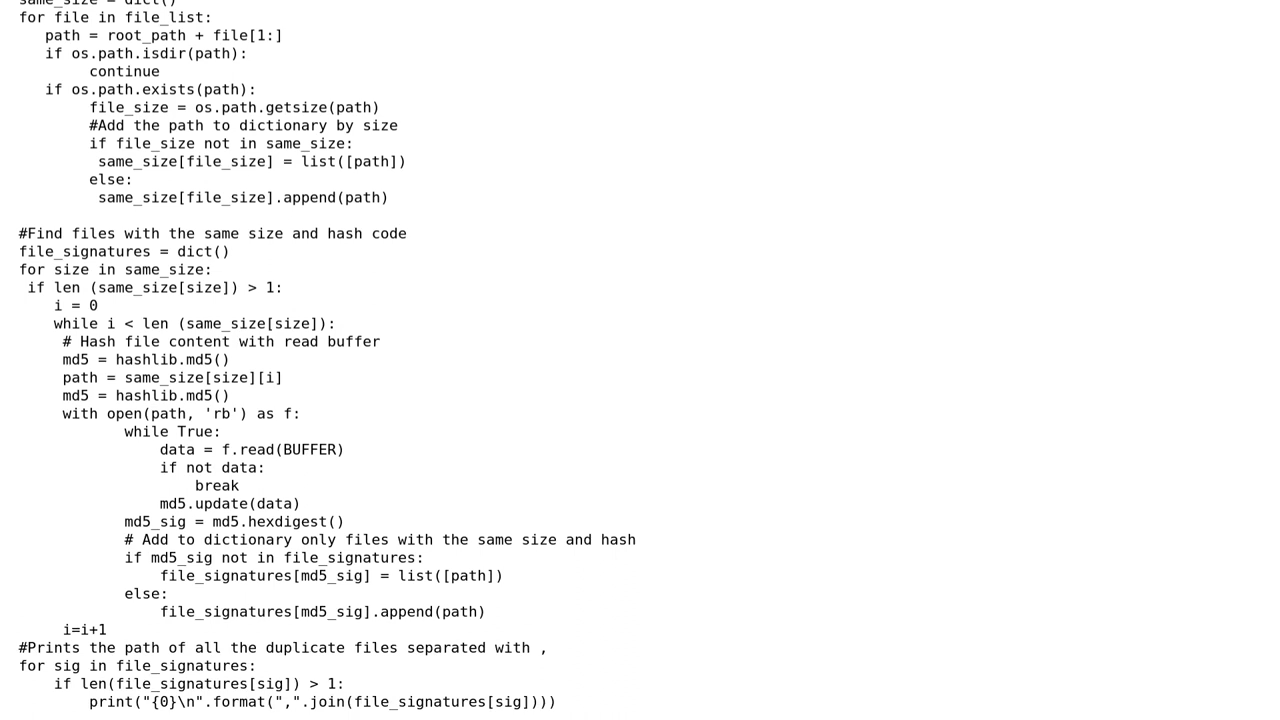 same_size = dict()
for file in file_list:
   path = root_path + file[1:]
   if os.path.isdir(path):
        continue
   if os.path.exists(path):
        file_size = os.path.getsize(path)
        #Add the path to dictionary by size
        if file_size not in same_size:
         same_size[file_size] = list([path])
        else:
         same_size[file_size].append(path)

#Find files with the same size and hash code
file_signatures = dict()
for size in same_size:
 if len (same_size[size]) > 1:
    i = 0
    while i < len (same_size[size]):
     # Hash file content with read buffer
     md5 = hashlib.md5()
     path = same_size[size][i]
     md5 = hashlib.md5()
     with open(path, 'rb') as f:
            while True:
                data = f.read(BUFFER)
                if not data:
                    break
                md5.update(data)
            md5_sig = md5.hexdigest()
            # Add to dictionary only files with the same size and hash
            if md5_sig not in file_signatures:
                file_signatures[md5_sig] = list([path])
            else:
                file_signatures[md5_sig].append(path)
     i=i+1
#Prints the path of all the duplicate files separated with ,
for sig in file_signatures:
    if len(file_signatures[sig]) > 1:
        print("{0}\n".format(",".join(file_signatures[sig])))